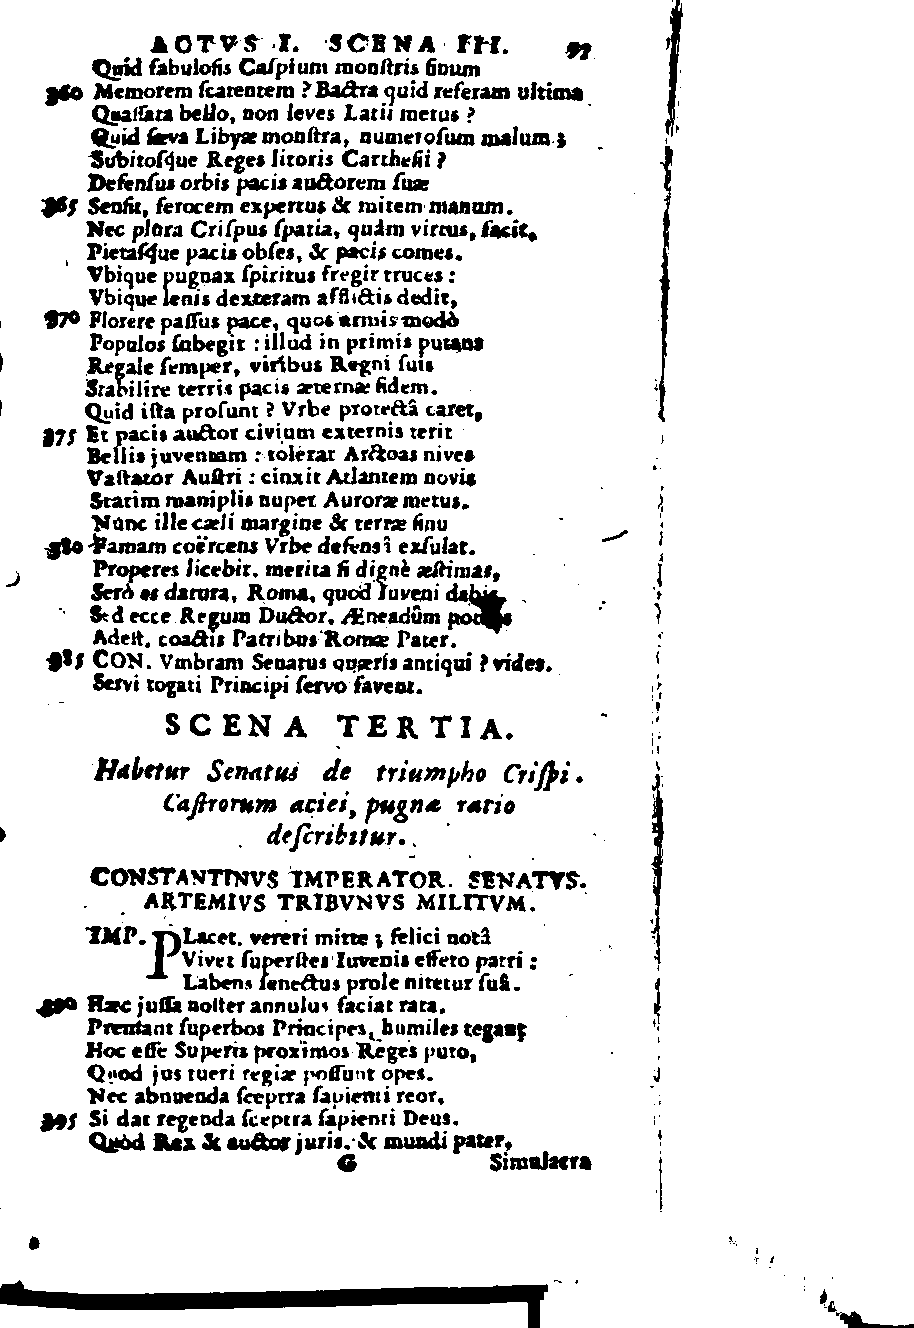 ACTVS I. SCENA III. 97
Quid fabulosis Caſpium monſtris ſinum
360 Memorem ſcatentem ? Bactra quid referam ultima
Quaſſata bello, non leves Latii metus ?
Quid ſæva Libyæ monſtra, numeroſum malum ;
Subitoſque Reges litoris Eartheſii ?
Defenſus orbis pacis auctorem ſuæ
365 Senſit, ferocem expertus & mitem manum.
Nec plura Criſpus ſpatia, quàm virtus, facit,
Pietaſque pacis obſes, & pacis comes.
Vbique pugnax ſpiritus fregit truces :
Vbique lenis dexteram afflictis dedit,
370 Florere paſſus pace, quos armis modò
Populos ſubegit : illud in primis putans
Regale ſemper, viribus Regni ſuis
Stabilire terris pacis æternæ fidem.
Quid iſta proſunt ? Vrbe protectâ caret,
375 Et pacis auctor civium externis terit
Bellis juventam : tolerat Arctoas nives
Vaſtator Auſtri : cinxit Atlantem novis
Statim maniplis nuper Auroræ metus.
Nunc ille cæli margine & terræ ſinu
380 Famam coërcens Vrbe defensâ exſulat.
Properes licebit, merita ſi dignè æſtimas,
Serò es datura, Roma, quod Iuveni dabis
Sed ecce Regum Ductor, Æneadûm
Adeſt, coactis Patribus Romæ Pater.
385 CON. Vmbram Senatus quæris antiqui ? vides.
Servi togati Principi ſervo favent.
SCENA TERTIA.
Habetur Senatus de triumpho Criſpi.
Caſtrorum aciei, pugnæ ratio
deſcribitur.
CONSTANTINVS IMPERATOR. SENATVS.
ARTEMIVS TRIBVNVS MILITVM.
IMP. PLacet. vereri mitte ; felici notâ
Vivet ſuperſtes Iuvenis effeto patri :
Labens ſenectus prole nitetur ſuâ.
390 Hæc juſſa noſter annulus faciat rata.
Premant ſuperbos Principes, humiles tegant;
Hoc eſſe Superis proximos Reges puto,
Quod jus tueri regiæ poſſunt opes.
Nec abnuenda ſceptra ſapienti reor,
395 Si dat regenda ſceptra ſapienti Deus.
Quòd Rex & auctor juris, & mundi pater,
G Simulacra